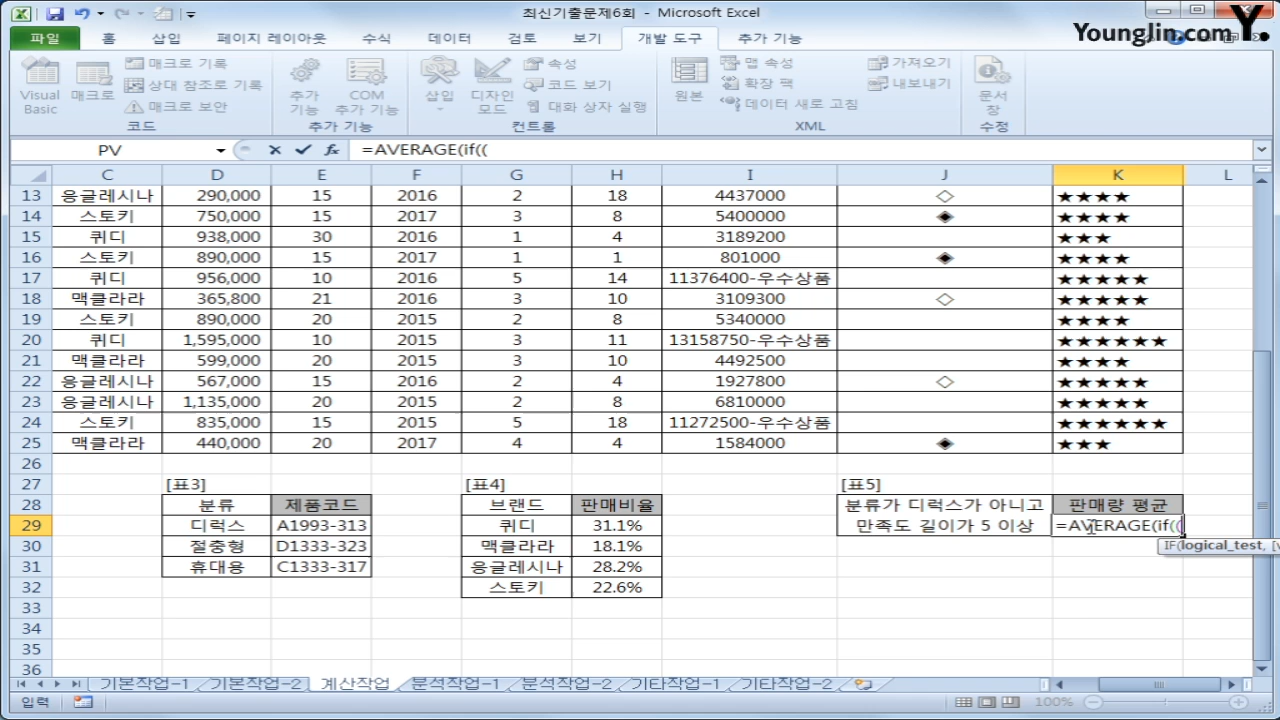 최신기출문제6회 - Microsoft Excel
Younglin.com Y.
파일 홈 삽입 페이지 레이아웃 수식 데이터 검토 보기 개발 도구 추가 기능
Visual Basic
매크로
매크로 기록
상대 참조로 기록
매크로 보안
코드
추가 기능
COM 추가 기능
추가 기능
삽입
디자인 모드
속성
코드 보기
대화 상자 실행
컨트롤
원본
맵 속성
확장 팩
데이터 새로 고침
가져오기
내보내기
XML
문서 창
수정
PV =AVERAGE(if((
C D E F G H I J K L
13 응글레시나 290,000 15 2016 2 18 4437000 ◇ ★★★★
14 스토키 750,000 15 2017 3 8 5400000 ◈ ★★★★
15 퀴디 938,000 30 2016 1 4 3189200 ★★★
16 스토키 890,000 15 2017 1 1 801000 ◈ ★★★★
17 퀴디 956,000 10 2016 5 14 11376400-우수상품 ★★★★★
18 맥클라라 365,800 21 2016 3 10 3109300 ◇ ★★★★★
19 스토키 890,000 20 2015 2 8 5340000 ★★★★
20 퀴디 1,595,000 10 2015 3 11 13158750-우수상품 ★★★★★★
21 맥클라라 599,000 20 2015 3 10 4492500 ★★★★
22 응글레시나 567,000 15 2016 2 4 1927800 ◇ ★★★★★
23 응글레시나 1,135,000 20 2015 2 8 6810000 ★★★★★
24 스토키 835,000 15 2015 5 18 11272500-우수상품 ★★★★★★
25 맥클라라 440,000 20 2017 4 4 1584000 ◈ ★★★
26
27 [표3] [표4] [표5]
28 분류 제품코드 브랜드 판매비율 분류가 디럭스가 아니고 판매량 평균
29 디럭스 A1993-313 퀴디 31.1% 만족도 길이가 5 이상 =AVERAGE(if((
IF(logical_test, [v
30 절충형 D1333-323 맥클라라 18.1%
31 휴대용 C1333-317 응글레시나 28.2%
32 스토키 22.6%
33
34
35
36
기본작업-1 기본작업-2 계산작업 분석작업-1 분석작업-2 기타작업-1 기타작업-2
입력 100%